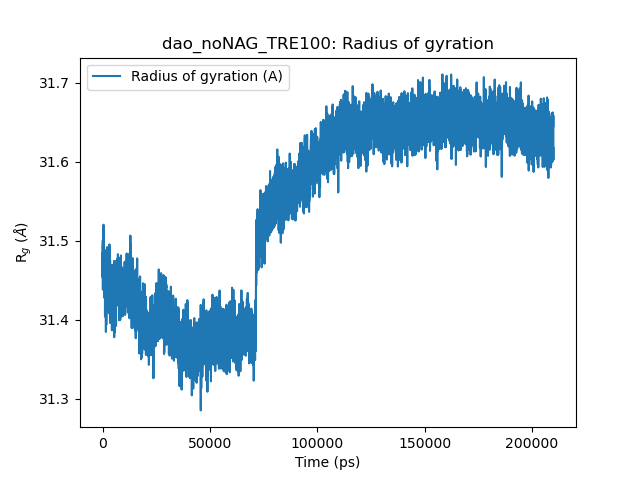 dao_noNAG_TRE100: Radius of gyration
Radius of gyration (A)
31.7
31.6
31.5
31.4
31.3
R_g (Å)
0
50000
100000
150000
200000
Time (ps)